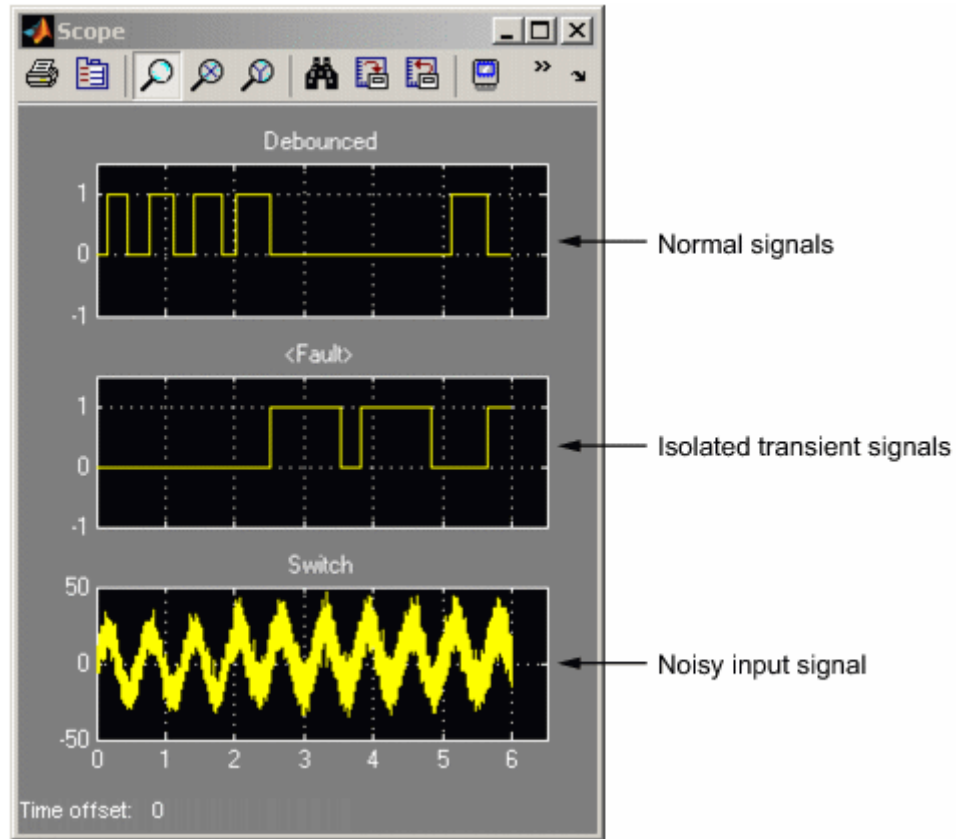 Scope
»
Debounced
1
0
-1
Normal signals
<Fault>
1
0
-1
Isolated transient signals
Switch
50
0
-50
Noisy input signal
0 1 2 3 4 5 6
Time offset: 0